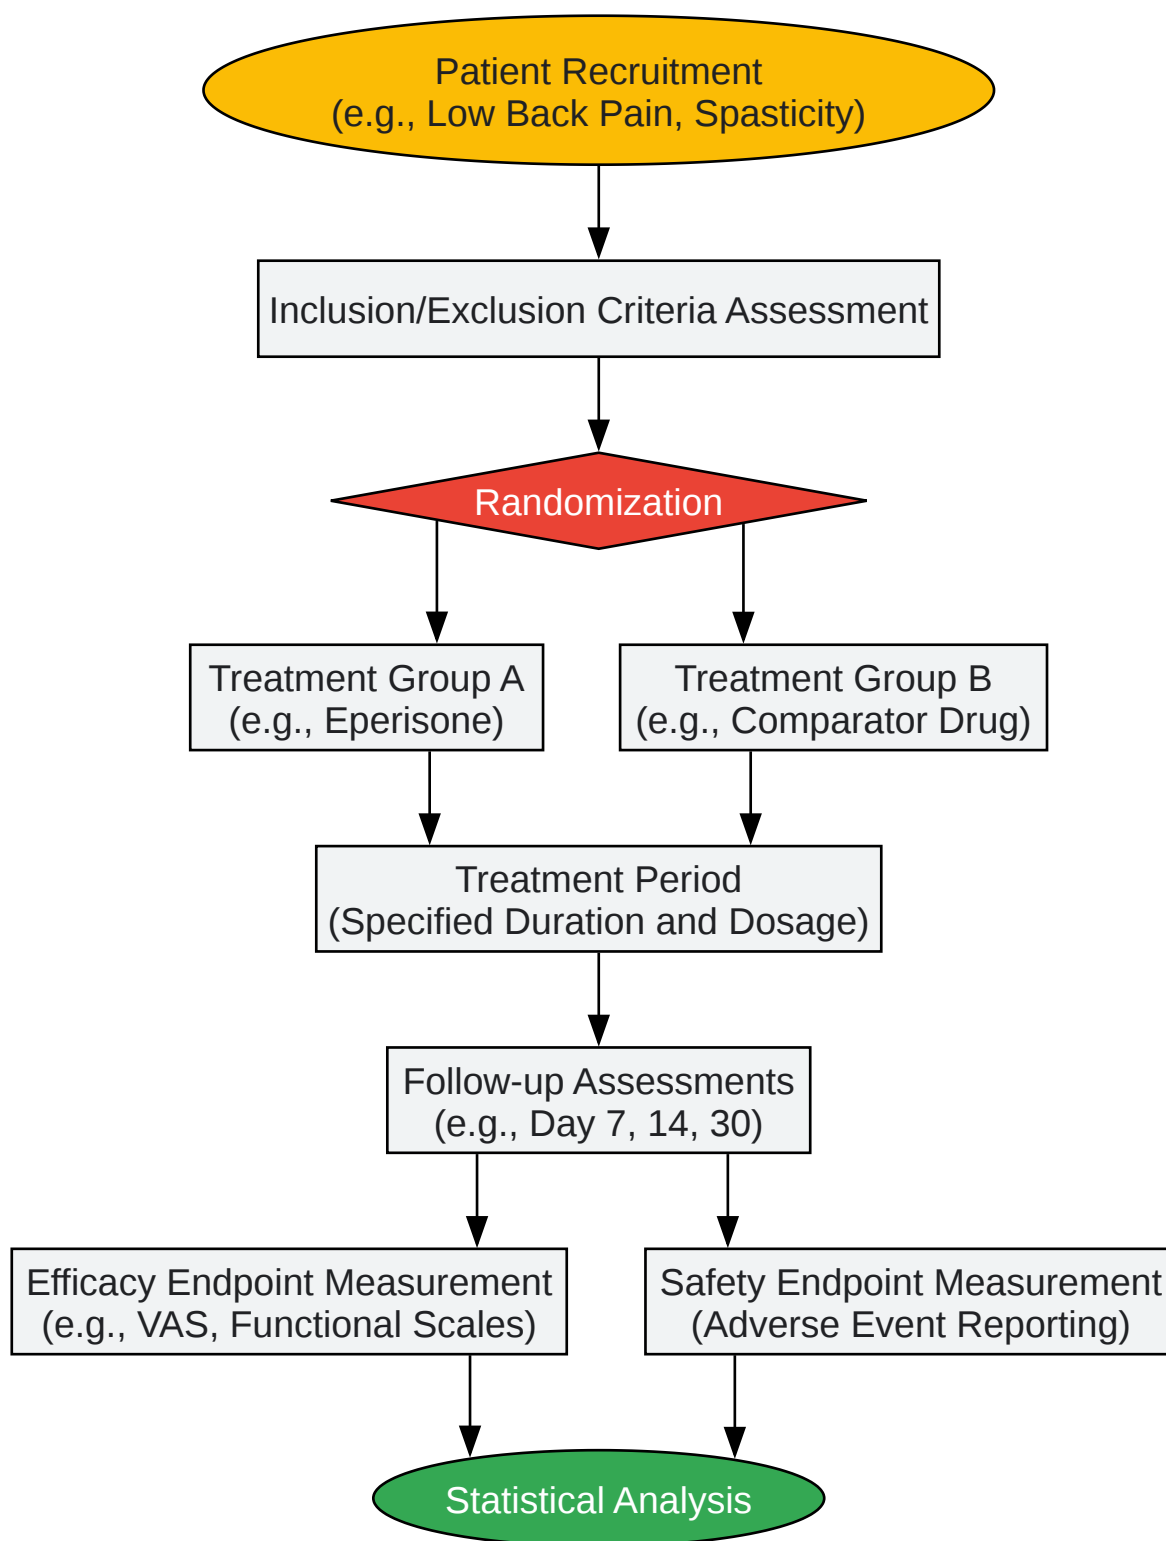 Patient Recruitment
(e.g., Low Back Pain, Spasticity)
Inclusion/Exclusion Criteria Assessment
Randomization
Treatment Group A
(e.g., Eperisone)
Treatment Group B
(e.g., Comparator Drug)
Treatment Period
(Specified Duration and Dosage)
Follow-up Assessments
(e.g., Day 7, 14, 30)
Efficacy Endpoint Measurement
(e.g., VAS, Functional Scales)
Safety Endpoint Measurement
(Adverse Event Reporting)
Statistical Analysis